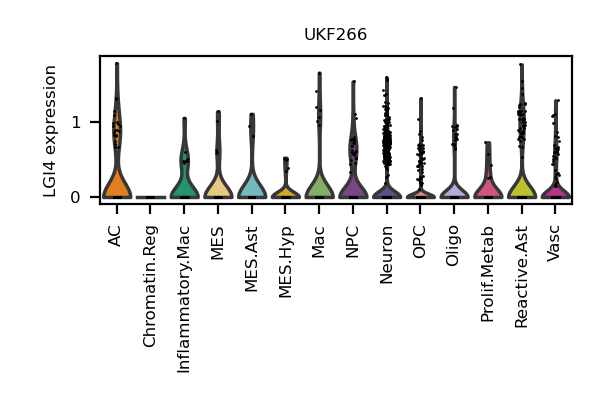 UKF266
LGI4 expression
1
0
AC
Chromatin.Reg
Inflammatory.Mac
MES
MES.Ast
MES.Hyp
Mac
NPC
Neuron
OPC
Oligo
Prolif.Metab
Reactive.Ast
Vasc